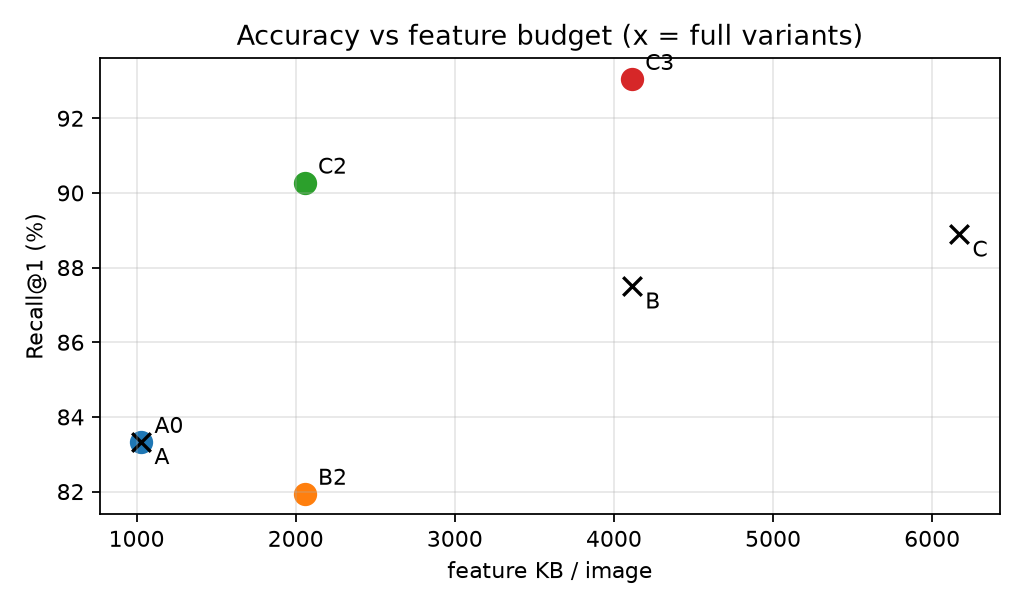 Accuracy vs feature budget (x = full variants)
C3
92
C2
90
Recall@1 (%)
88
C
B
86
84
A0
A
82
B2
1000 2000 3000 4000 5000 6000
feature KB / image